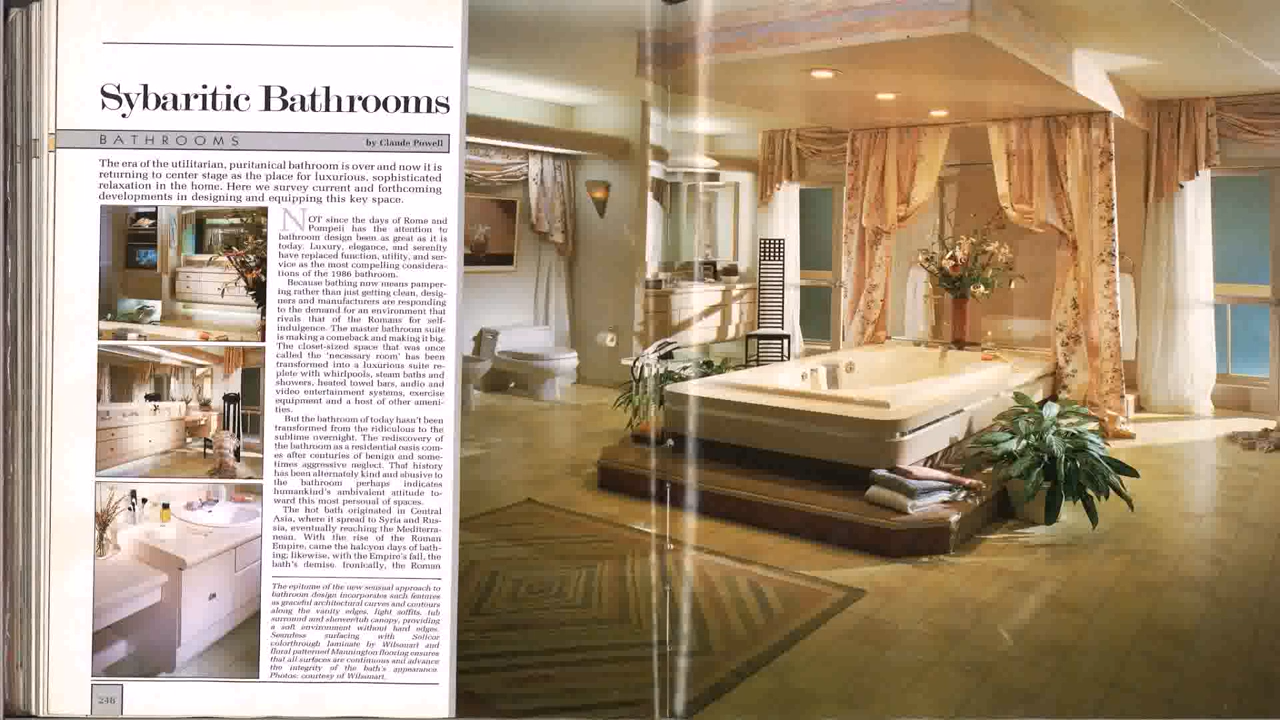 Sybaritic Bathrooms
BATHROOMS
by Claude Powell
The era of the utilitarian, puritanical bathroom is over and now it is
returning to center stage as the place for luxurious, sophisticated
relaxation in the home. Here we survey current and forthcoming
developments in designing and equipping this key space.
NOT since the days of Rome and
Pompeii has the attention to
bathroom design been as great as it is
today. Luxury, elegance, and serenity
have replaced function, utility, and ser-
vice as the most compelling considera-
tions of the 1986 bathroom.
Because bathing now means pamper-
ing rather than just getting clean, desig-
ners and manufacturers are responding
to the demand for an environment that
rivals that of the Romans for self-
indulgence. The master bathroom suite
is making a comeback and making it big.
The closet-sized space that was once
called the 'necessary room' has been
transformed into a luxurious suite re-
plete with whirlpools, steam baths and
showers, heated towel bars, audio and
video entertainment systems, exercise
equipment and a host of other ameni-
ties.
But the bathroom of today hasn't been
transformed from the ridiculous to the
sublime overnight. The rediscovery of
the bathroom as a residential oasis com-
es after centuries of benign and some-
times aggressive neglect. That history
has been alternately kind and abusive to
the bathroom perhaps indicates
humankind's ambivalent attitude to-
ward this most personal of spaces.
The hot bath originated in Central
Asia, where it spread to Syria and Rus-
sia, eventually reaching the Mediterra-
nean. With the rise of the Roman
Empire, came the halcyon days of bath-
ing; likewise, with the Empire's fall, the
bath's demise. Ironically, the Roman
The epitome of the new sensual approach to
bathroom design incorporates such features
as graceful architectural curves and contours
along the vanity edges, light soffits, tub
surround and shower/tub canopy, providing
a soft environment without hard edges.
Seamless surfacing with Solicor
colorthrough laminate by Wilsonart and
floral patterned Mannington flooring ensures
that all surfaces are continuous and advance
the integrity of the bath's appearance.
Photos: courtesy of Wilsonart.
246